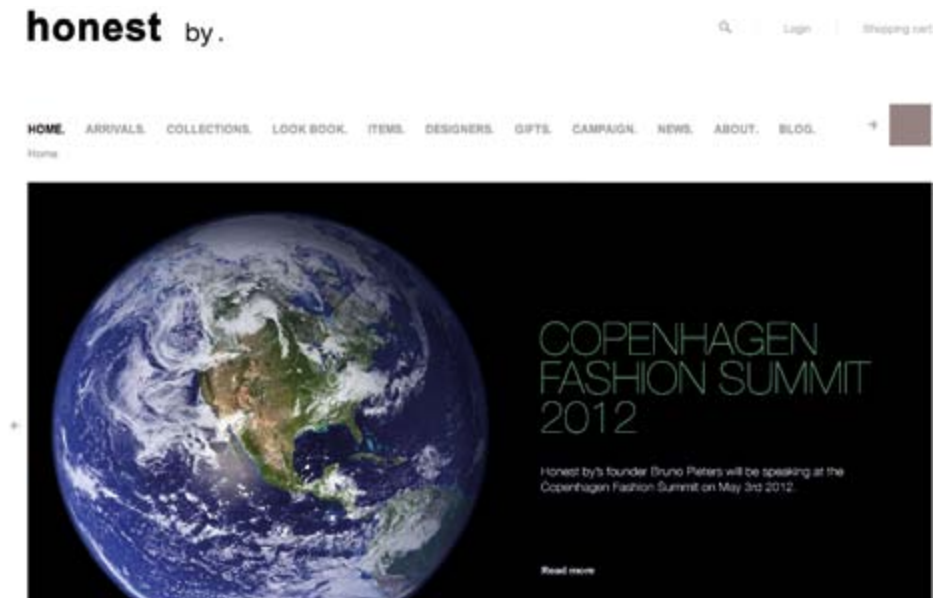 honest by.
Login
Shopping cart
HOME. ARRIVALS. COLLECTIONS. LOOK BOOK. ITEMS. DESIGNERS. GIFTS. CAMPAIGN. NEWS. ABOUT. BLOG.
Home
COPENHAGEN
FASHION SUMMIT
2012
Honest by's founder Bruno Pieters will be speaking at the
Copenhagen Fashion Summit on May 3rd 2012.
Read more